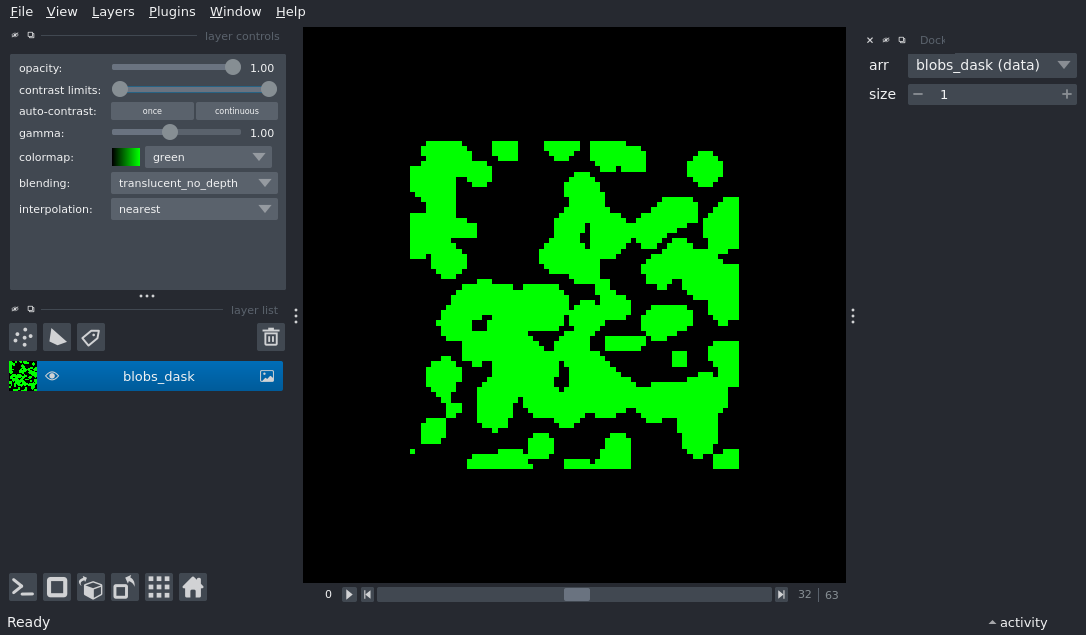 File View Layers Plugins Window Help
layer controls
opacity: 1.00
contrast limits:
auto-contrast: once continuous
gamma: 1.00
colormap: green
blending: translucent_no_depth
interpolation: nearest
layer list
blobs_dask
Dock
arr blobs_dask (data)
size 1
0 32 63
Ready
activity